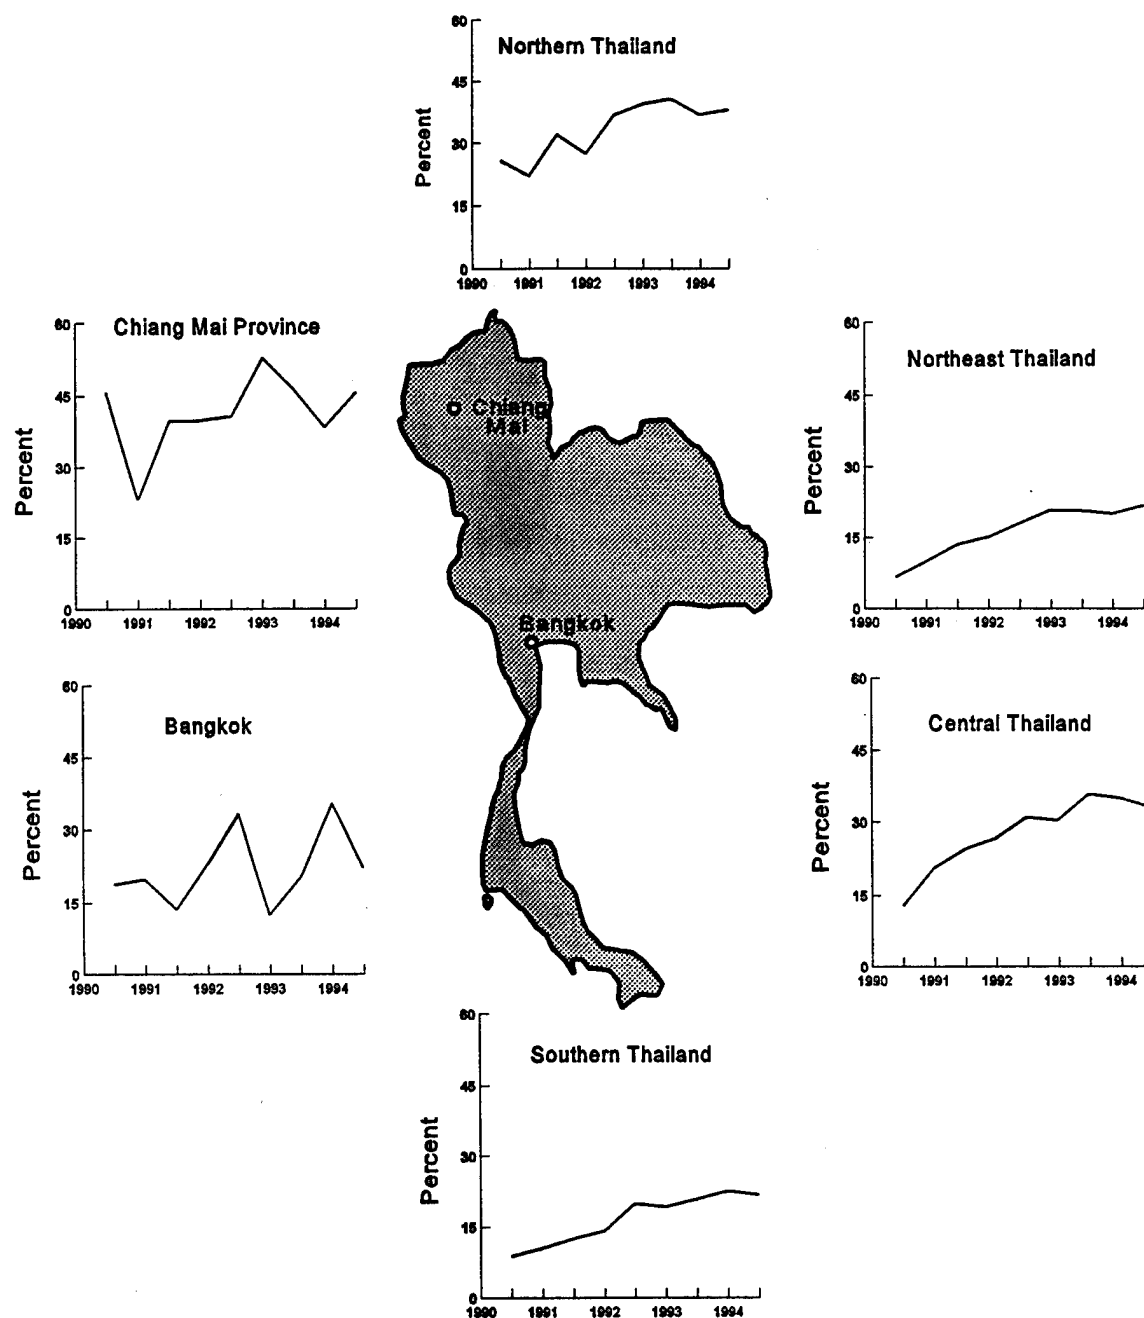 Northern Thailand
Percent
60
45
30
15
0
1990 1991 1992 1993 1994
Chiang Mai Province
Percent
60
45
30
15
0
1990 1991 1992 1993 1994
Chiang
Mai
Bangkok
Northeast Thailand
Percent
60
45
30
15
0
1990 1991 1992 1993 1994
Bangkok
Percent
60
45
30
15
0
1990 1991 1992 1993 1994
Central Thailand
Percent
60
45
30
15
0
1990 1991 1992 1993 1994
Southern Thailand
Percent
60
45
30
15
0
1990 1991 1992 1993 1994